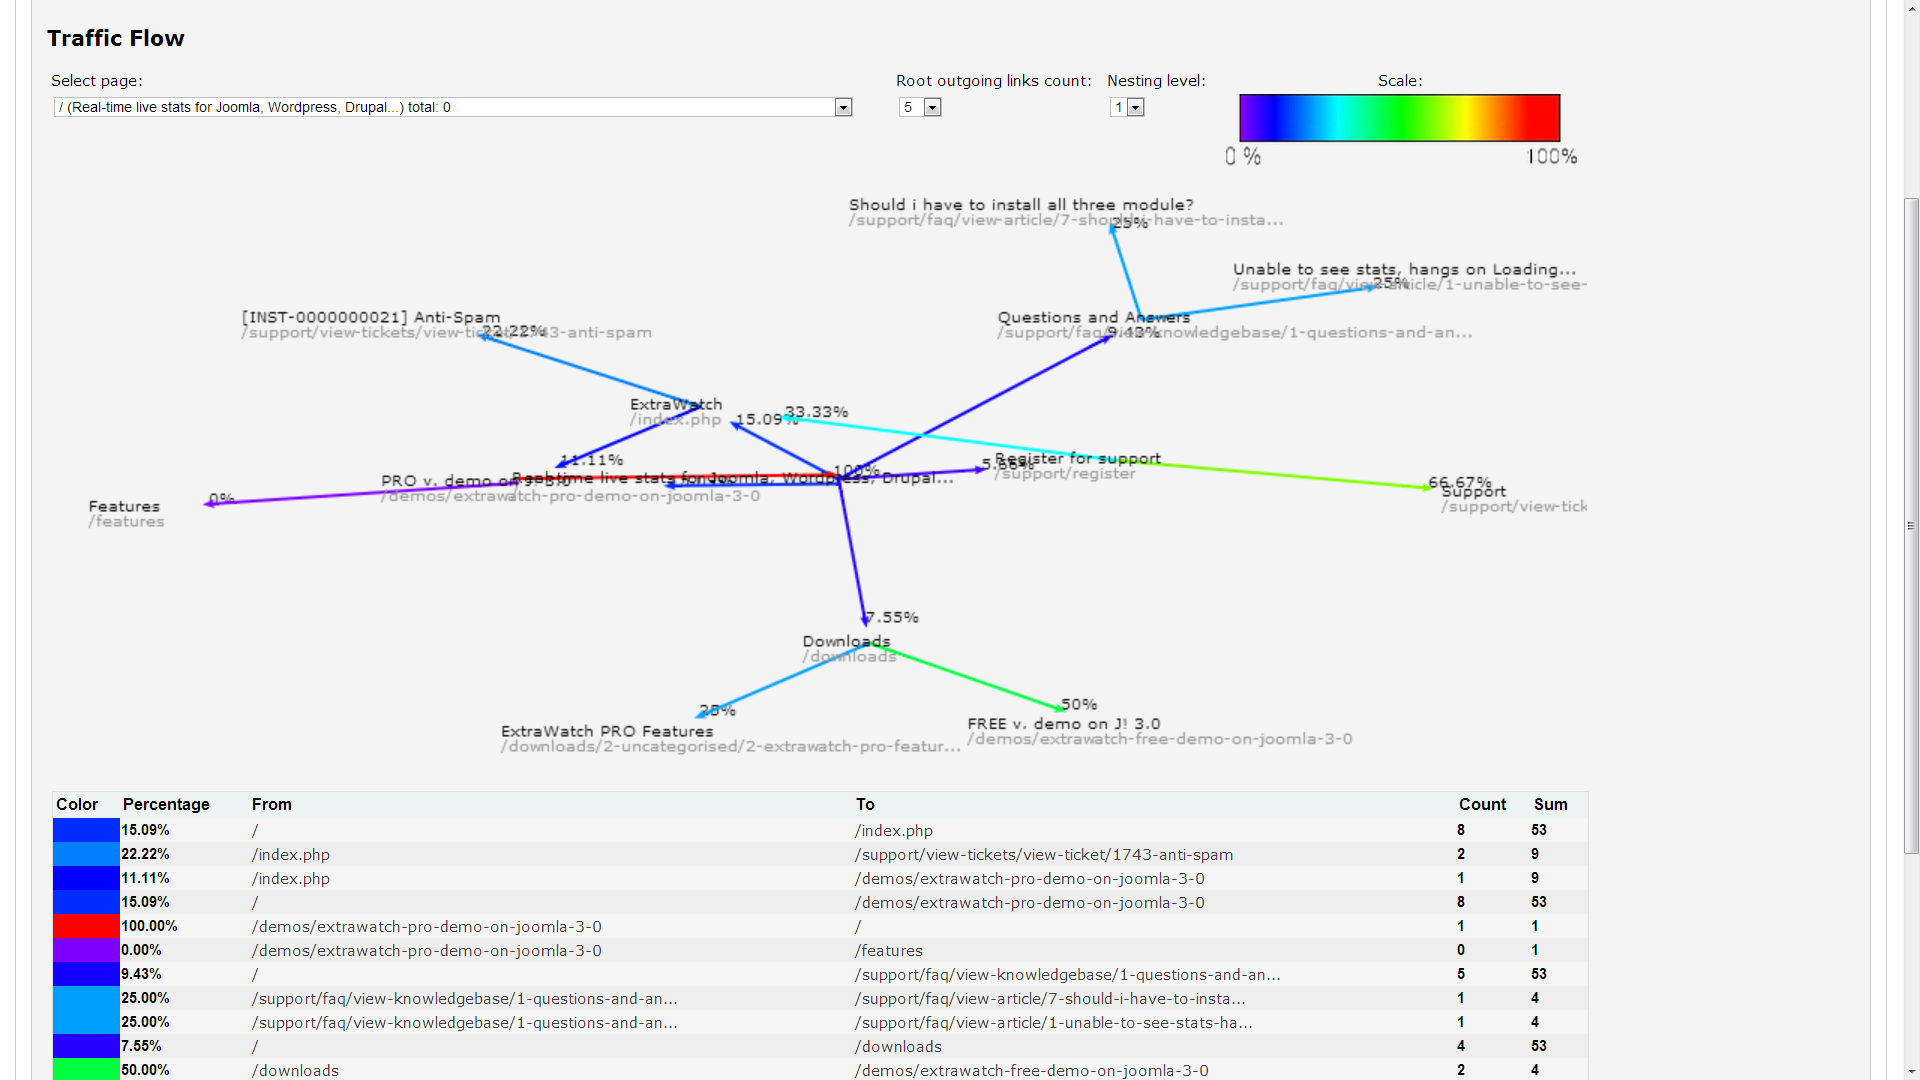 Traffic Flow
Select page:
Root outgoing links count:
Nesting level:
Scale:
/ (Real-time live stats for Joomla, Wordpress, Drupal...) total: 0
5
1
0 %
100%
Should i have to install all three module?
/support/faq/view-article/7-should-i-have-to-insta...
25%
Unable to see stats, hangs on Loading...
/support/faq/view-article/1-unable-to-see-
25%
[INST-0000000021] Anti-Spam
/support/view-tickets/view-ticket/1743-anti-spam
22.22%
Questions and Answers
/support/faq/view-knowledgebase/1-questions-and-an...
9.43%
ExtraWatch
/index.php
15.09%
33.33%
11.11%
100%
5.66%
Register for support
/support/register
PRO v. demo on
Real-time live stats for Joomla, Wordpress, Drupal...
/demos/extrawatch-pro-demo-on-joomla-3-0
66.67%
Support
/support/view-tick
0%
Features
/features
7.55%
Downloads
/downloads
25%
ExtraWatch PRO Features
/downloads/2-uncategorised/2-extrawatch-pro-featur...
50%
FREE v. demo on J! 3.0
/demos/extrawatch-free-demo-on-joomla-3-0
Color Percentage From To Count Sum
15.09% / /index.php 8 53
22.22% /index.php /support/view-tickets/view-ticket/1743-anti-spam 2 9
11.11% /index.php /demos/extrawatch-pro-demo-on-joomla-3-0 1 9
15.09% / /demos/extrawatch-pro-demo-on-joomla-3-0 8 53
100.00% /demos/extrawatch-pro-demo-on-joomla-3-0 / 1 1
0.00% /demos/extrawatch-pro-demo-on-joomla-3-0 /features 0 1
9.43% / /support/faq/view-knowledgebase/1-questions-and-an... 5 53
25.00% /support/faq/view-knowledgebase/1-questions-and-an... /support/faq/view-article/7-should-i-have-to-insta... 1 4
25.00% /support/faq/view-knowledgebase/1-questions-and-an... /support/faq/view-article/1-unable-to-see-stats-ha... 1 4
7.55% / /downloads 4 53
50.00% /downloads /demos/extrawatch-free-demo-on-joomla-3-0 2 4